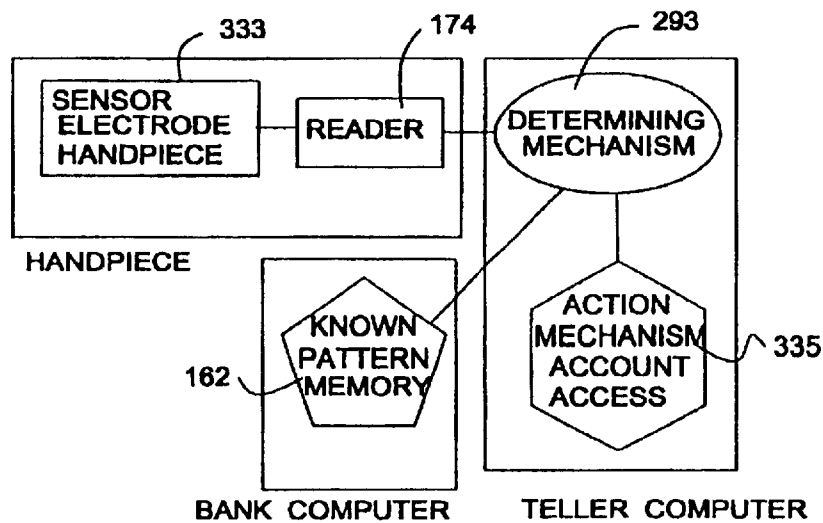 333
174
293
SENSOR
ELECTRODE
HANDPIECE
READER
DETERMINING
MECHANISM
HANDPIECE
KNOWN
PATTERN
MEMORY
162
ACTION
MECHANISM
ACCOUNT
ACCESS
335
BANK COMPUTER
TELLER COMPUTER